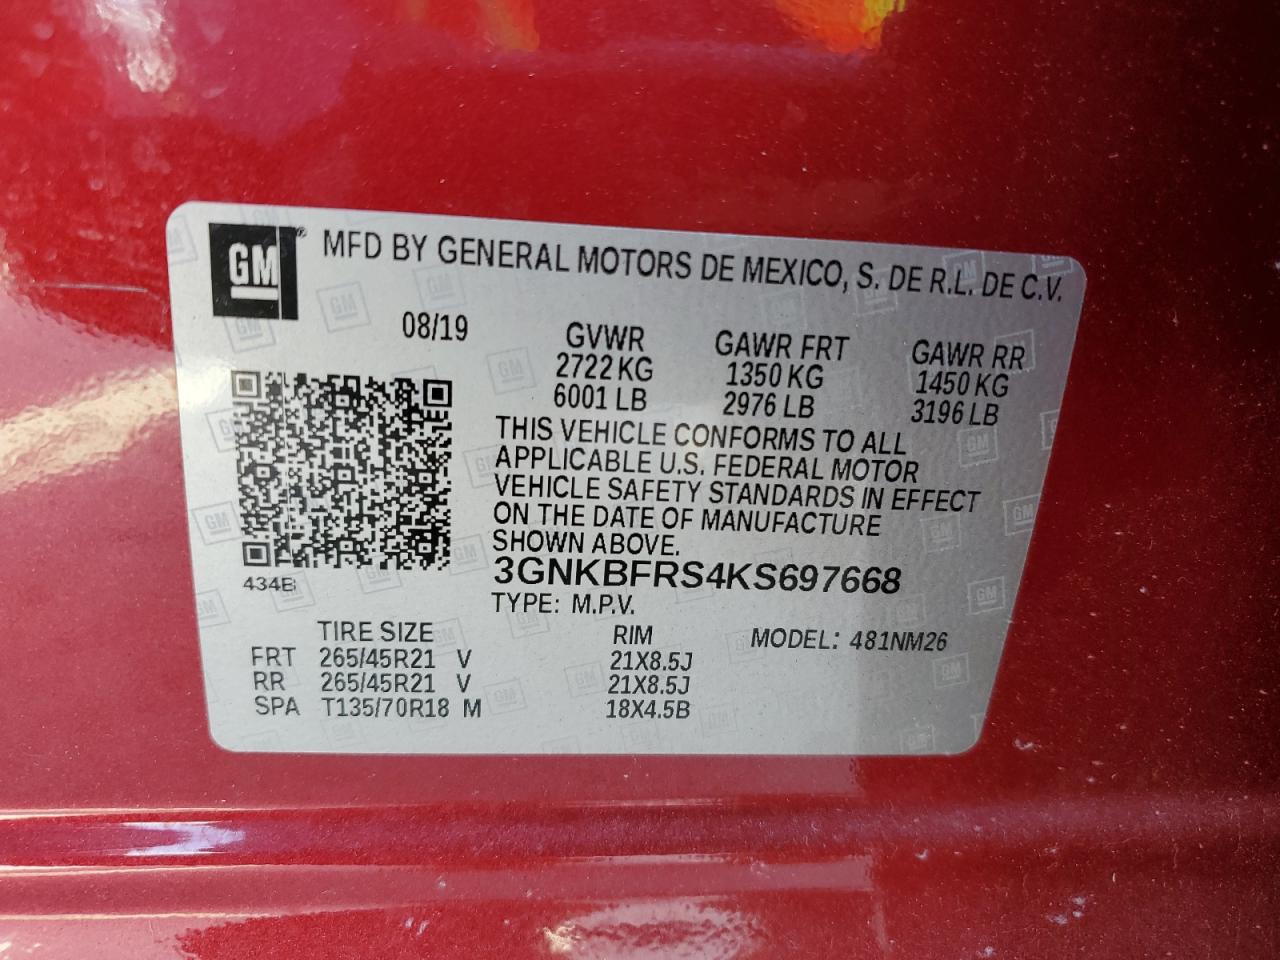 GM® MFD BY GENERAL MOTORS DE MEXICO, S. DE R.L. DE C.V.
08/19 GVWR GAWR FRT GAWR RR
2722 KG 1350 KG 1450 KG
6001 LB 2976 LB 3196 LB
THIS VEHICLE CONFORMS TO ALL
APPLICABLE U.S. FEDERAL MOTOR
VEHICLE SAFETY STANDARDS IN EFFECT
ON THE DATE OF MANUFACTURE
SHOWN ABOVE.
434E
3GNKBFRS4KS697668
TYPE: M.P.V.
TIRE SIZE RIM MODEL: 481NM26
FRT 265/45R21 V 21X8.5J
RR 265/45R21 V 21X8.5J
SPA T135/70R18 M 18X4.5B